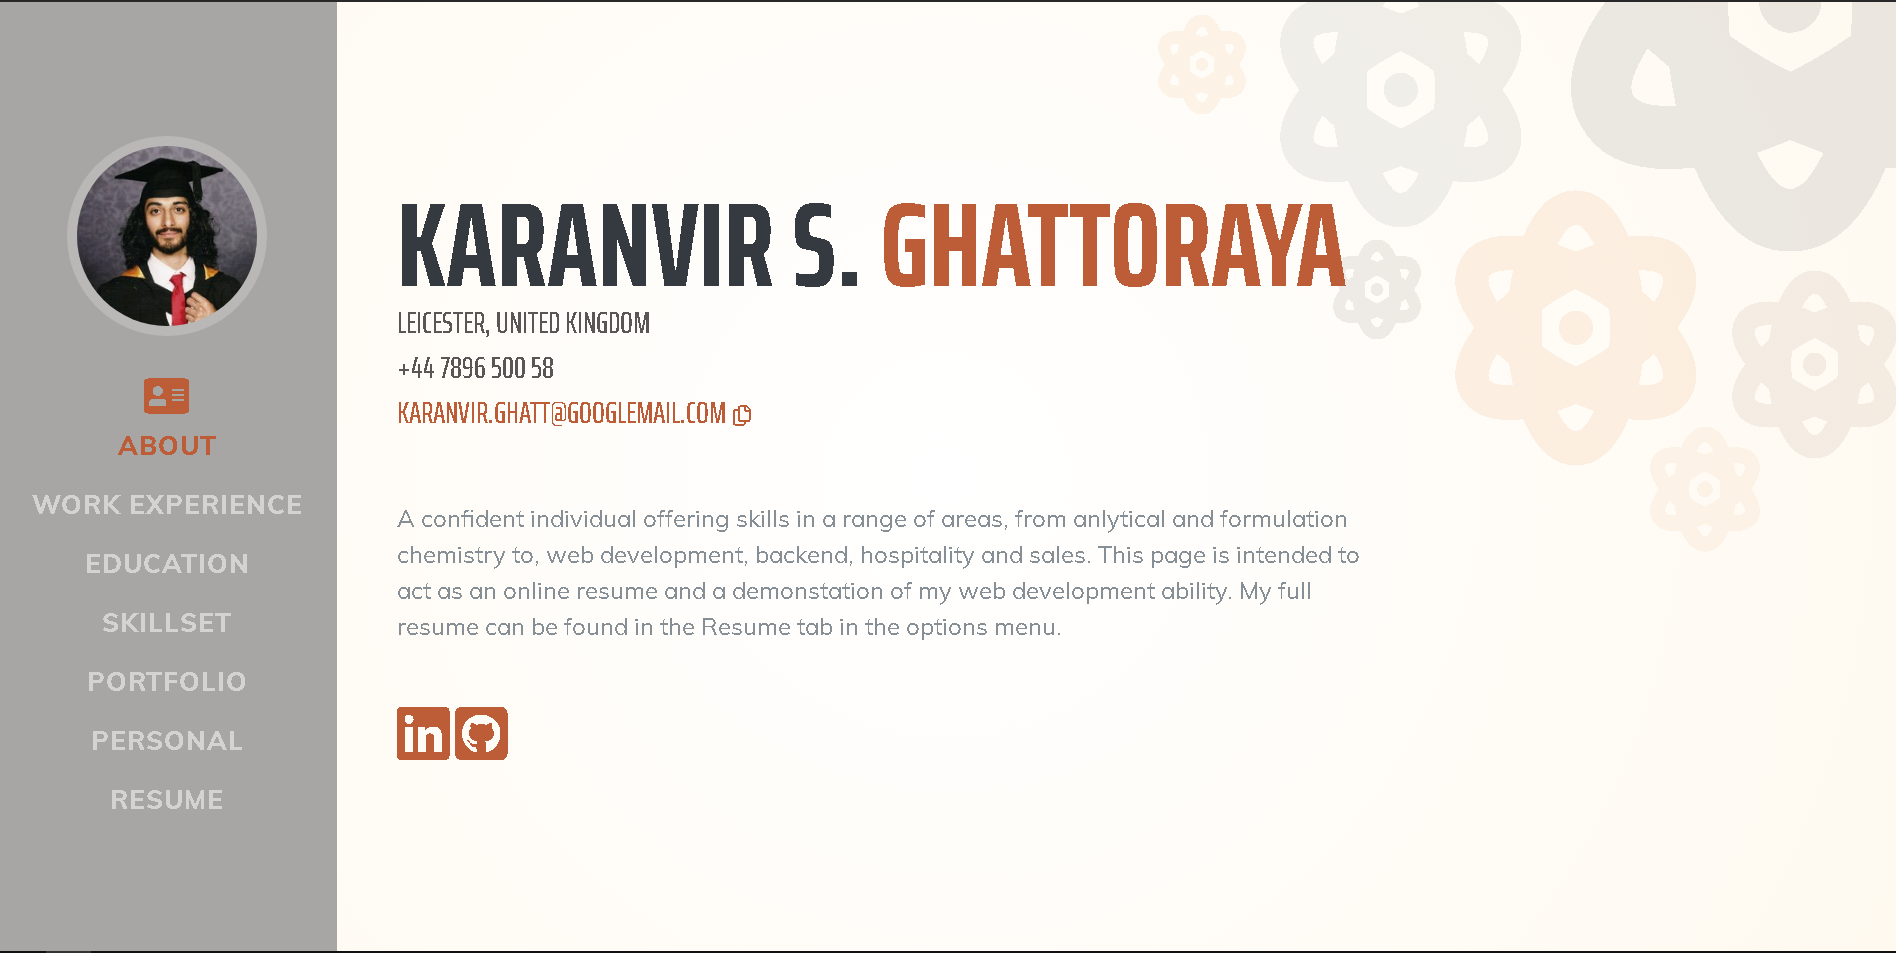 ABOUT
WORK EXPERIENCE
EDUCATION
SKILLSET
PORTFOLIO
PERSONAL
RESUME
KARANVIR S. GHATTORAYA
LEICESTER, UNITED KINGDOM
+44 7896 500 58
KARANVIR.GHATT@GOOGLEMAIL.COM
A confident individual offering skills in a range of areas, from anlytical and formulation
chemistry to, web development, backend, hospitality and sales. This page is intended to
act as an online resume and a demonstation of my web development ability. My full
resume can be found in the Resume tab in the options menu.
in